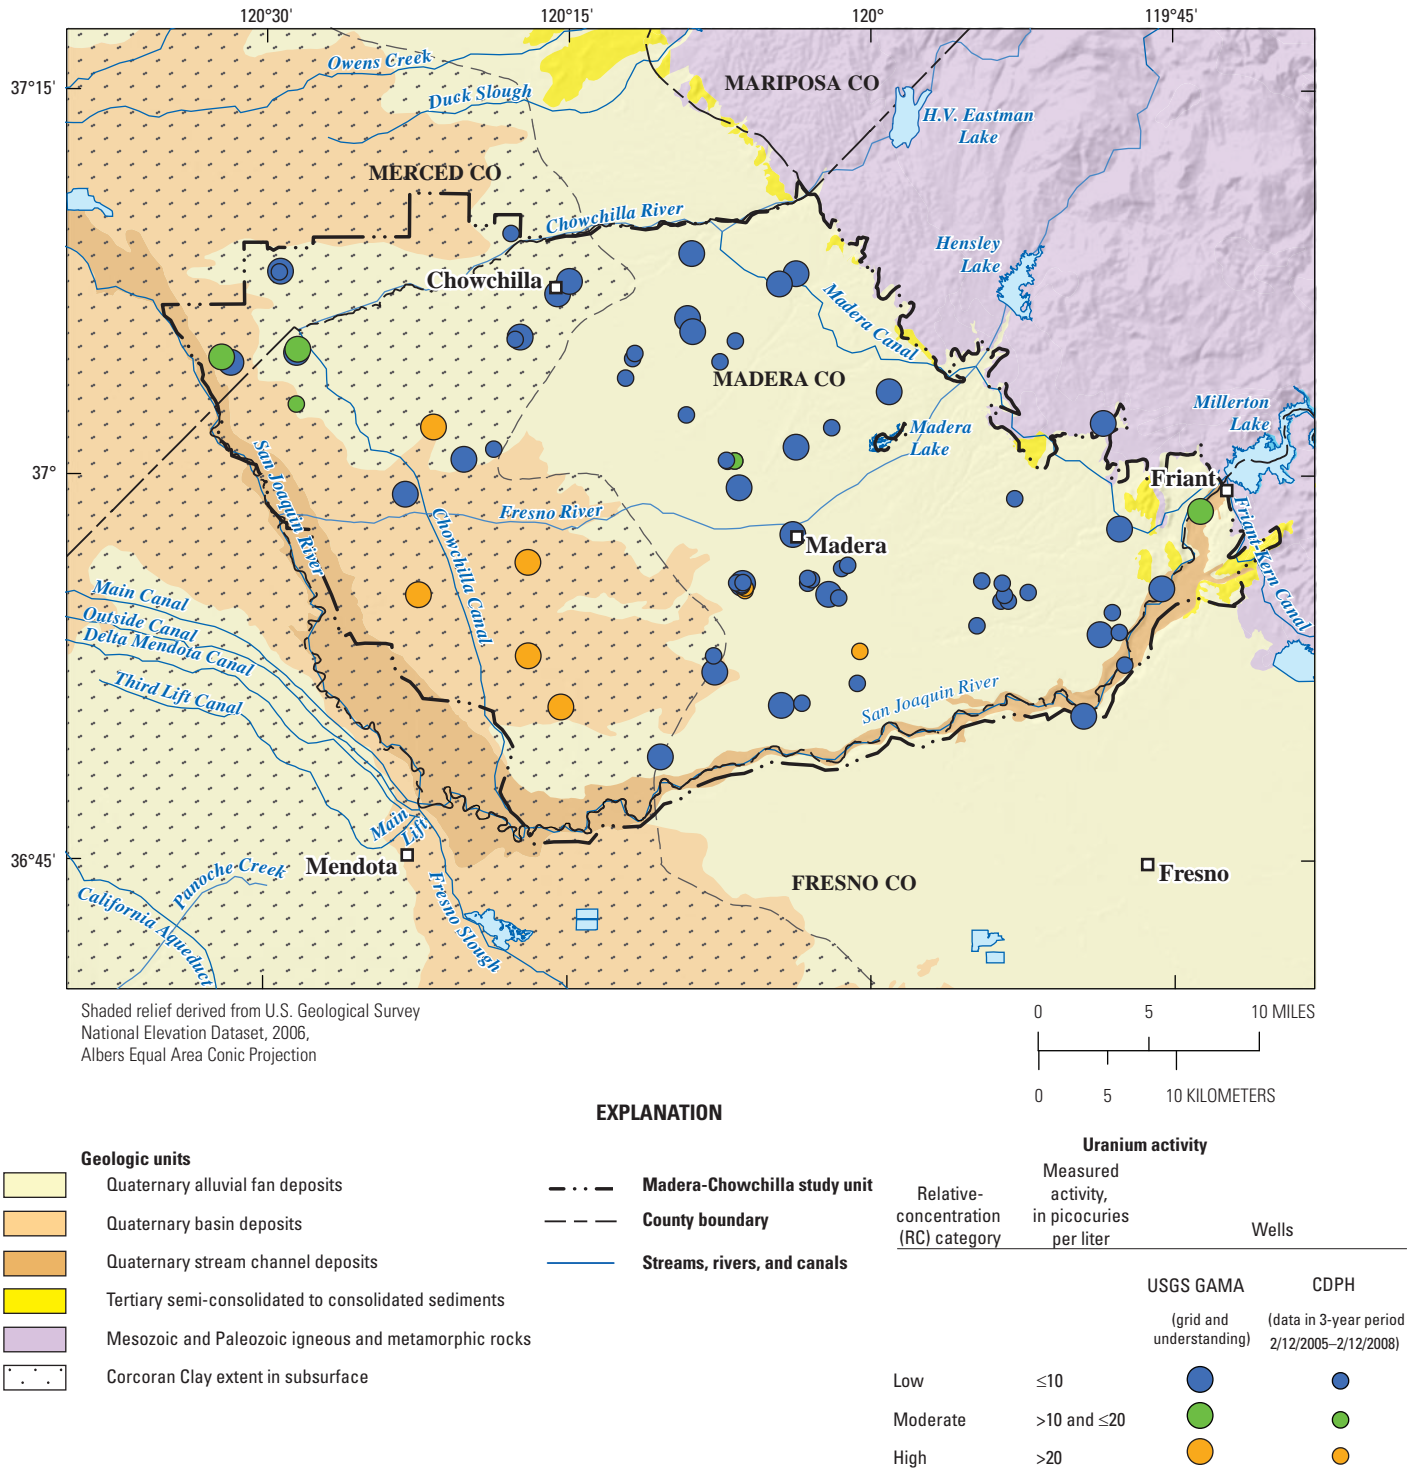 120°30'
120°15'
120°
119°45'
37°15'
37°
36°45'
Owens Creek
Duck Slough
MARIPOSA CO
H.V. Eastman
Lake
MERCED CO
Chowchilla River
Hensley
Lake
Chowchilla
Madera Canal
MADERA CO
Millerton
Lake
Madera
Lake
San Joaquin River
Friant
Fresno River
Chowchilla Canal
Friant-Kern Canal
Madera
Main Canal
Outside Canal
Delta Mendota Canal
Third Lift Canal
San Joaquin River
Main
Lift
Mendota
Panoche Creek
FRESNO CO
Fresno
California Aqueduct
Fresno Slough
Shaded relief derived from U.S. Geological Survey
National Elevation Dataset, 2006,
Albers Equal Area Conic Projection
0 5 10 MILES
0 5 10 KILOMETERS
EXPLANATION
Geologic units
Quaternary alluvial fan deposits
Quaternary basin deposits
Quaternary stream channel deposits
Tertiary semi-consolidated to consolidated sediments
Mesozoic and Paleozoic igneous and metamorphic rocks
Corcoran Clay extent in subsurface
Madera-Chowchilla study unit
County boundary
Streams, rivers, and canals
Uranium activity
Relative-
concentration
(RC) category
Measured
activity,
in picocuries
per liter
Wells
USGS GAMA
(grid and
understanding)
CDPH
(data in 3-year period
2/12/2005–2/12/2008)
Low ≤10
Moderate >10 and ≤20
High >20